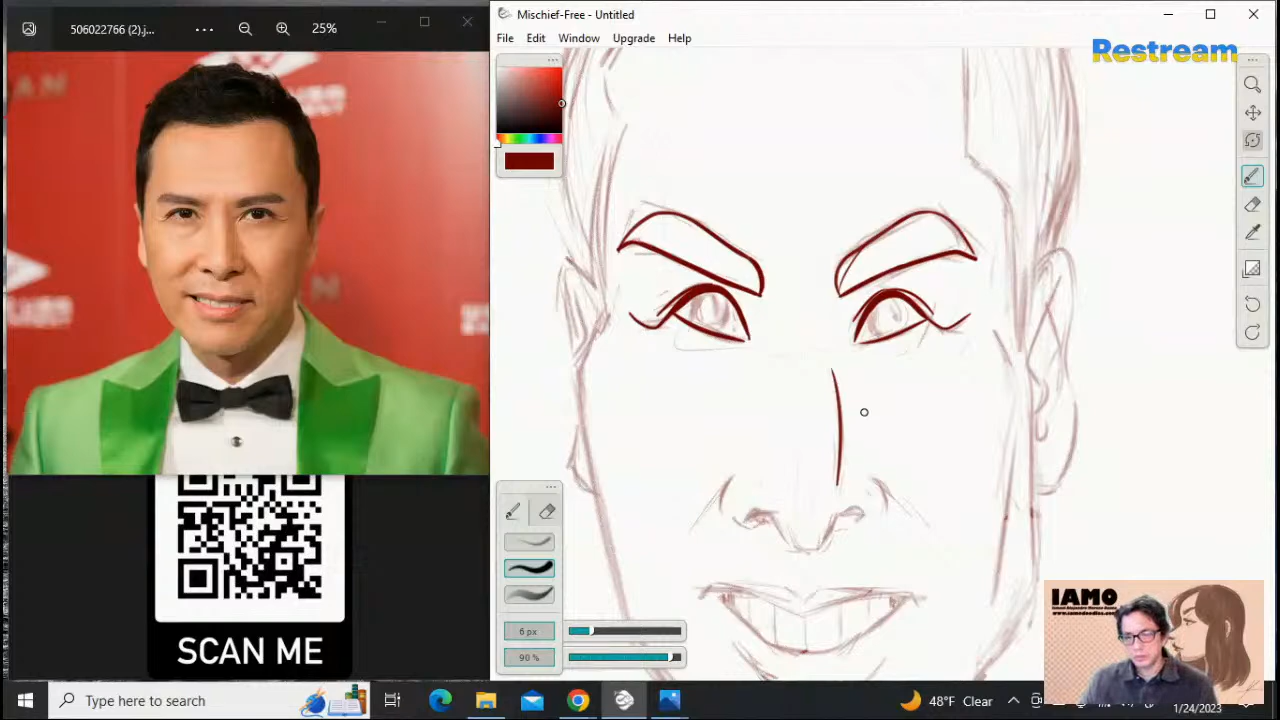 506022766 (2).j...
25%
Mischief-Free - Untitled
File Edit Window Upgrade Help
Restream
6 px
90 %
SCAN ME
IAMO
Type here to search
48°F Clear
1/24/2023